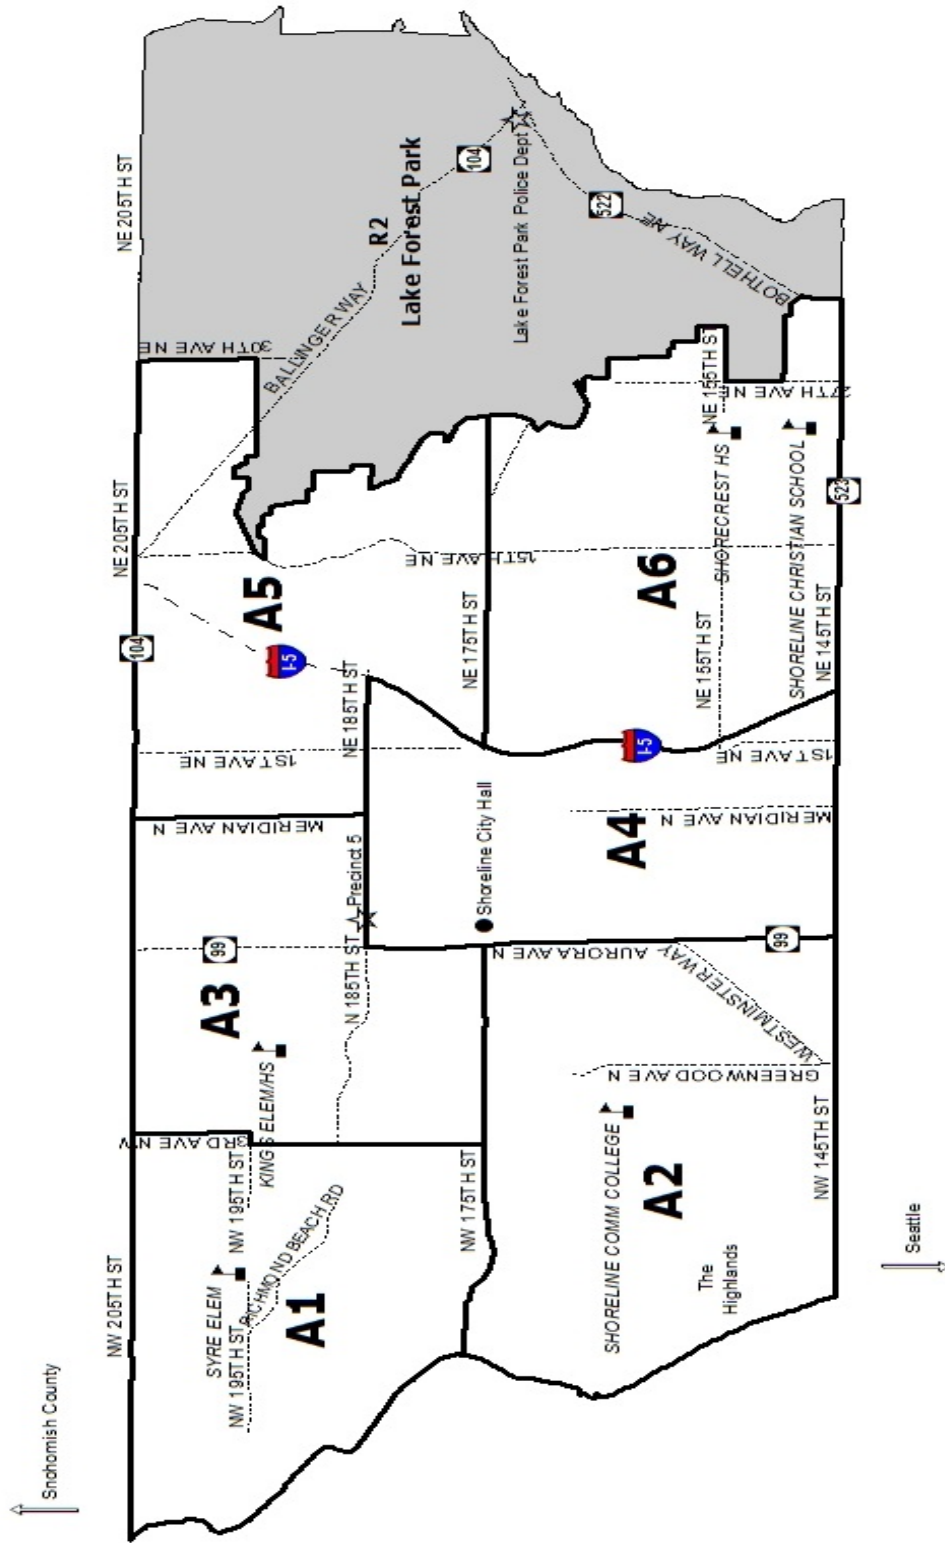 Snohomish County
NW 205TH ST
NE 205TH ST
NE 205TH ST
104
3RD AVE NW
MERIDIAN AVE N
1ST AVE NE
30TH AVE NE
SYRE ELEM
NW 195TH ST
NW 195TH ST
RICHMOND BEACH RD
A1
KING'S ELEM/HS
A3
99
N 185TH ST
Precinct 5
NE 185TH ST
I-5
A5
15TH AVE NE
BALLINGER WAY
R2
Lake Forest Park
104
Lake Forest Park Police Dept
522
BOTHELL WAY NE
NW 175TH ST
Shoreline City Hall
NE 175TH ST
AURORA AVE N
WESTMINSTER WAY
GREENWOOD AVE N
SHORELINE COMM COLLEGE
A2
The
Highlands
NW 145TH ST
99
A4
MERIDIAN AVE N
I-5
1ST AVE NE
A6
NE 155TH ST
NE 155TH ST
SHORECREST HS
SHORELINE CHRISTIAN SCHOOL
27TH AVE NE
NE 145TH ST
523
Seattle